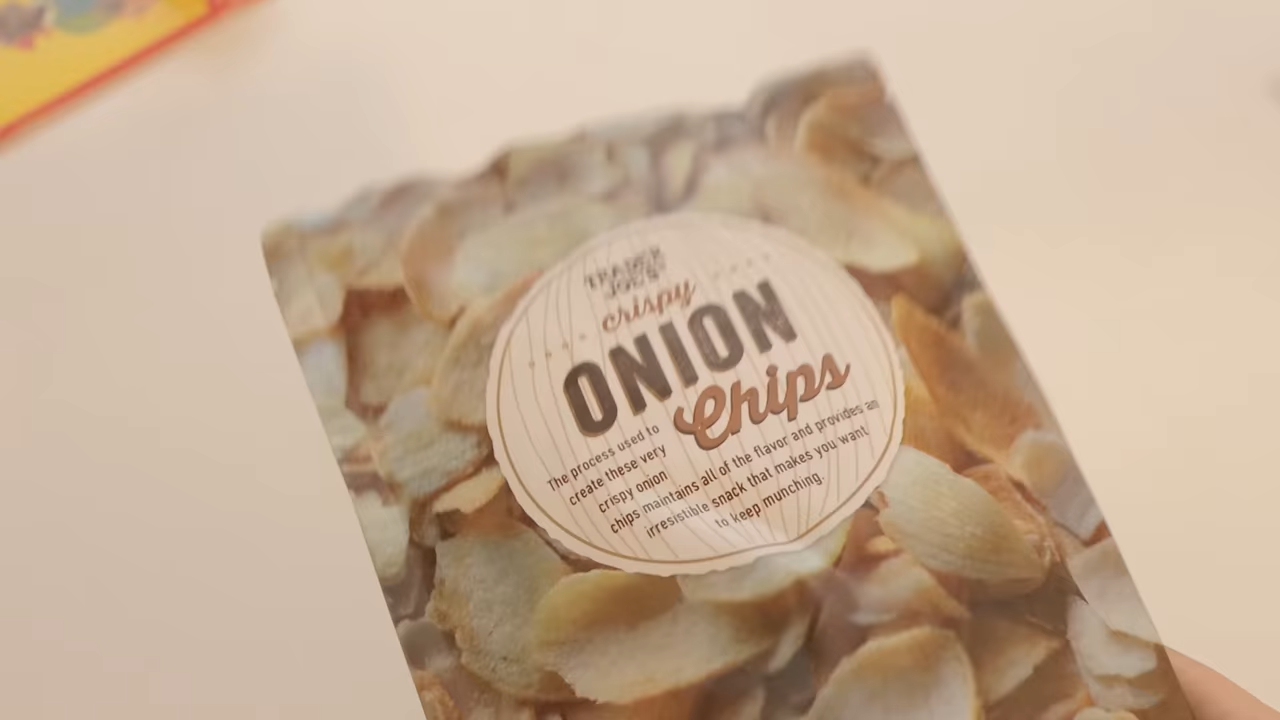 TRADER
JOE'S
crispy
ONION
Chips
The process used to
create these very
crispy onion
chips maintains all of the flavor and provides an
irresistible snack that makes you want
to keep munching.